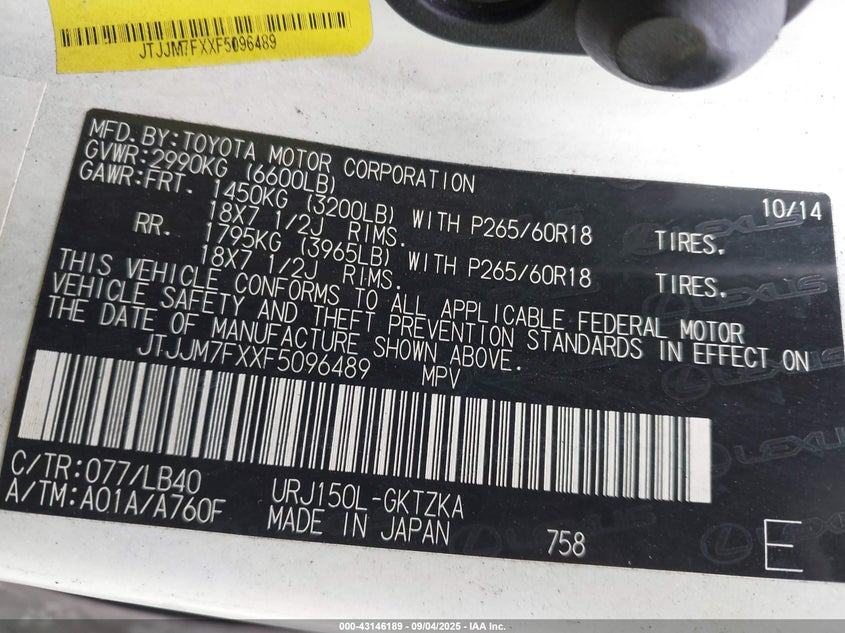 JTJJM7FXXF5096489
MFD. BY: TOYOTA MOTOR CORPORATION 10/14
GVWR: 2990KG (6600LB)
GAWR: FRT. 1450KG (3200LB) WITH P265/60R18 TIRES.
18X7 1/2J RIMS.
RR. 1795KG (3965LB) WITH P265/60R18 TIRES.
18X7 1/2J RIMS.
THIS VEHICLE CONFORMS TO ALL APPLICABLE FEDERAL MOTOR
VEHICLE SAFETY AND THEFT PREVENTION STANDARDS IN EFFECT ON
THE DATE OF MANUFACTURE SHOWN ABOVE.
JTJJM7FXXF5096489 MPV
C/TR: 077/LB40
A/TM: A01A/A760F
URJ150L-GKTZKA
MADE IN JAPAN 758 E
LEXUS
LEXUS
LEXUS
000-43146189 - 09/04/2025 - IAA Inc.